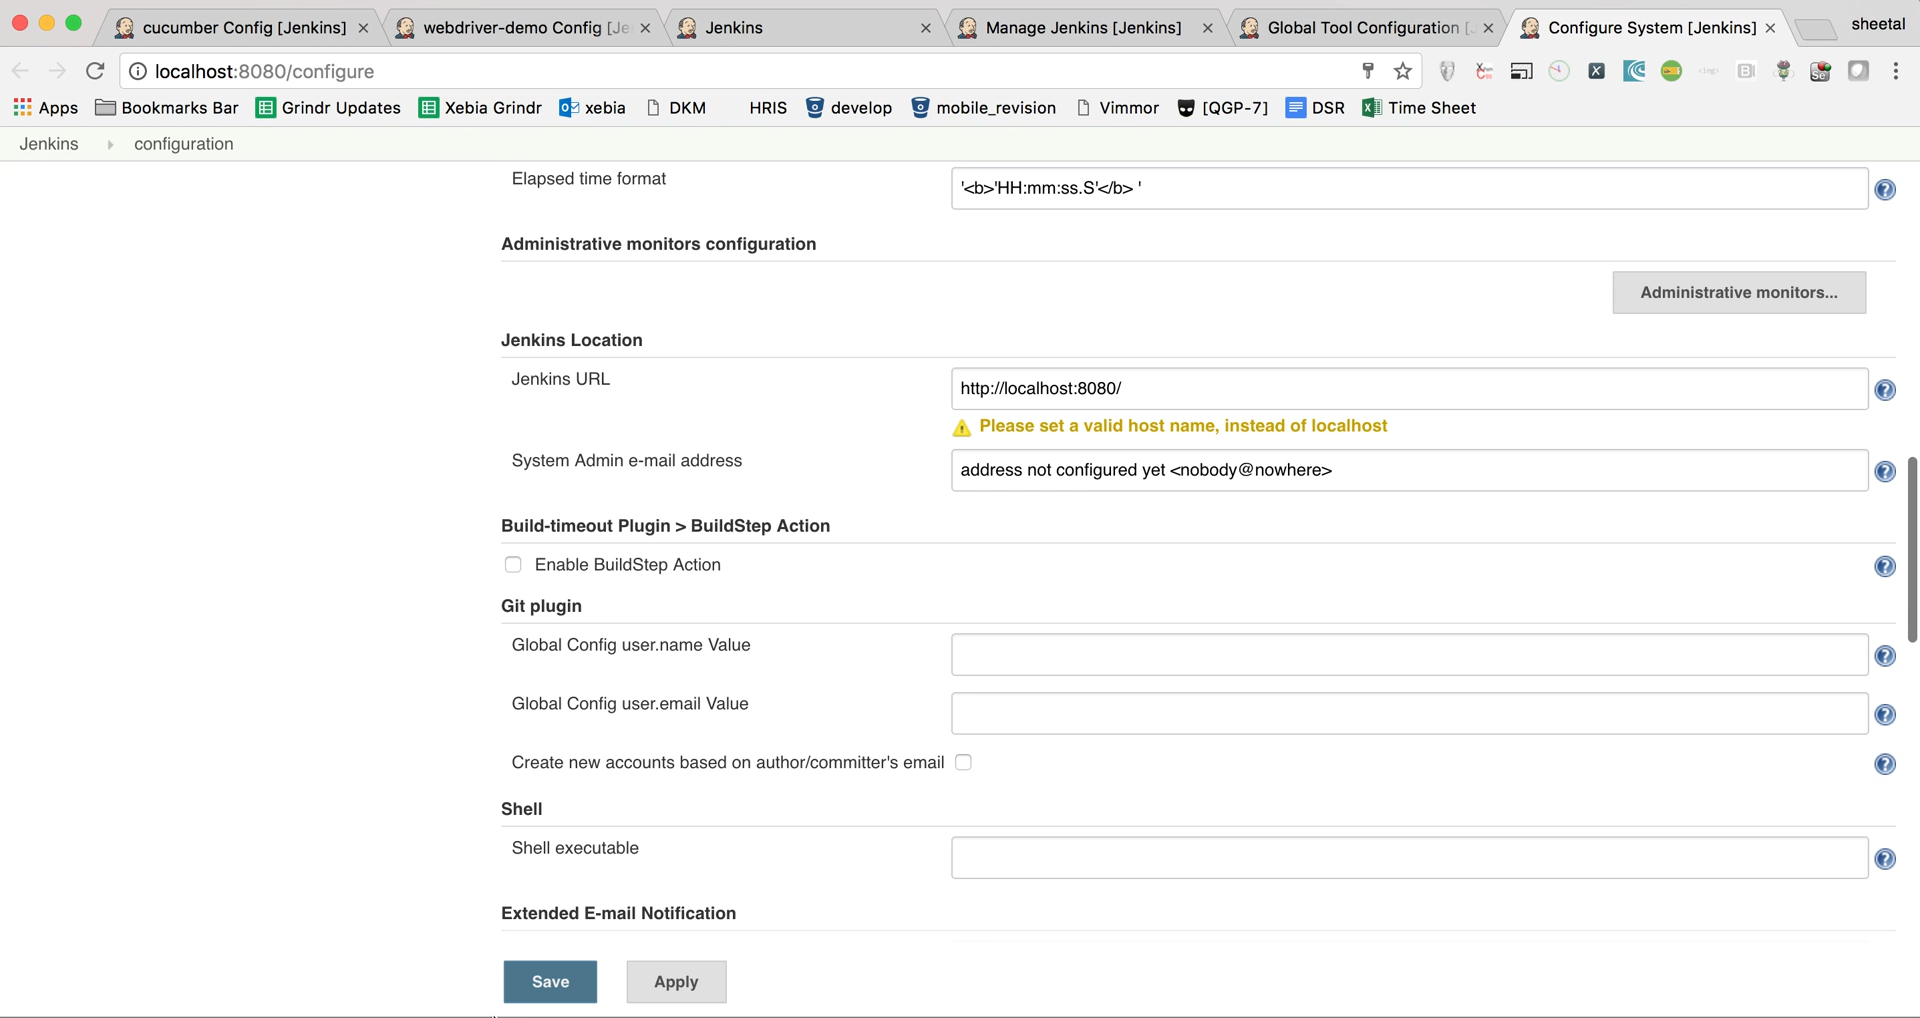 cucumber Config [Jenkins]
webdriver-demo Config [Je
Jenkins
Manage Jenkins [Jenkins]
Global Tool Configuration [J
Configure System [Jenkins]
sheetal
localhost:8080/configure
Apps
Bookmarks Bar
Grindr Updates
Xebia Grindr
xebia
DKM
HRIS
develop
mobile_revision
Vimmor
[QGP-7]
DSR
Time Sheet
Jenkins
configuration
Elapsed time format
'<b>'HH:mm:ss.S'</b> '
Administrative monitors configuration
Administrative monitors...
Jenkins Location
Jenkins URL
http://localhost:8080/
Please set a valid host name, instead of localhost
System Admin e-mail address
address not configured yet <nobody@nowhere>
Build-timeout Plugin > BuildStep Action
Enable BuildStep Action
Git plugin
Global Config user.name Value
Global Config user.email Value
Create new accounts based on author/committer's email
Shell
Shell executable
Extended E-mail Notification
Save
Apply